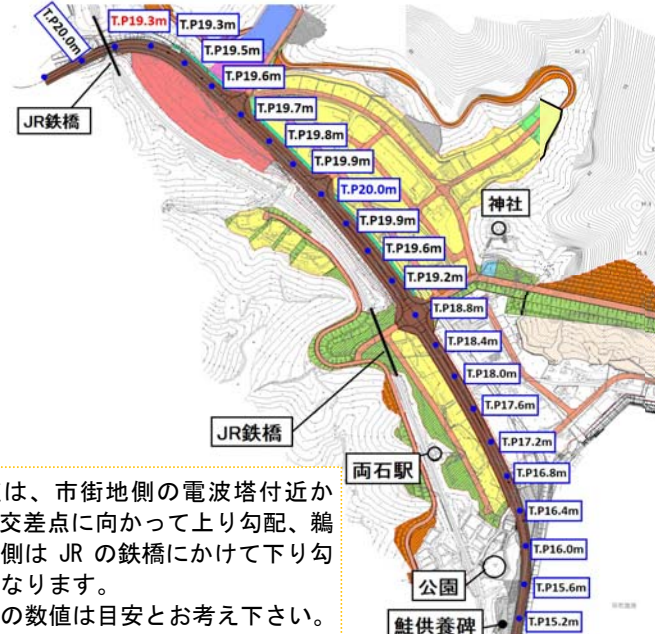 T.P20.0m
T.P19.3m
T.P19.3m
T.P19.5m
T.P19.6m
JR鉄橋
T.P19.7m
T.P19.8m
T.P19.9m
T.P20.0m
神社
T.P19.9m
T.P19.6m
T.P19.2m
T.P18.8m
T.P18.4m
T.P18.0m
T.P17.6m
JR鉄橋
T.P17.2m
両石駅
T.P16.8m
T.P16.4m
T.P16.0m
公園
T.P15.6m
鮭供養碑
T.P15.2m
は、市街地側の電波塔付近か
交差点に向かって上り勾配、鵜
側は JR の鉄橋にかけて下り勾
なります。
の数値は目安とお考え下さい。